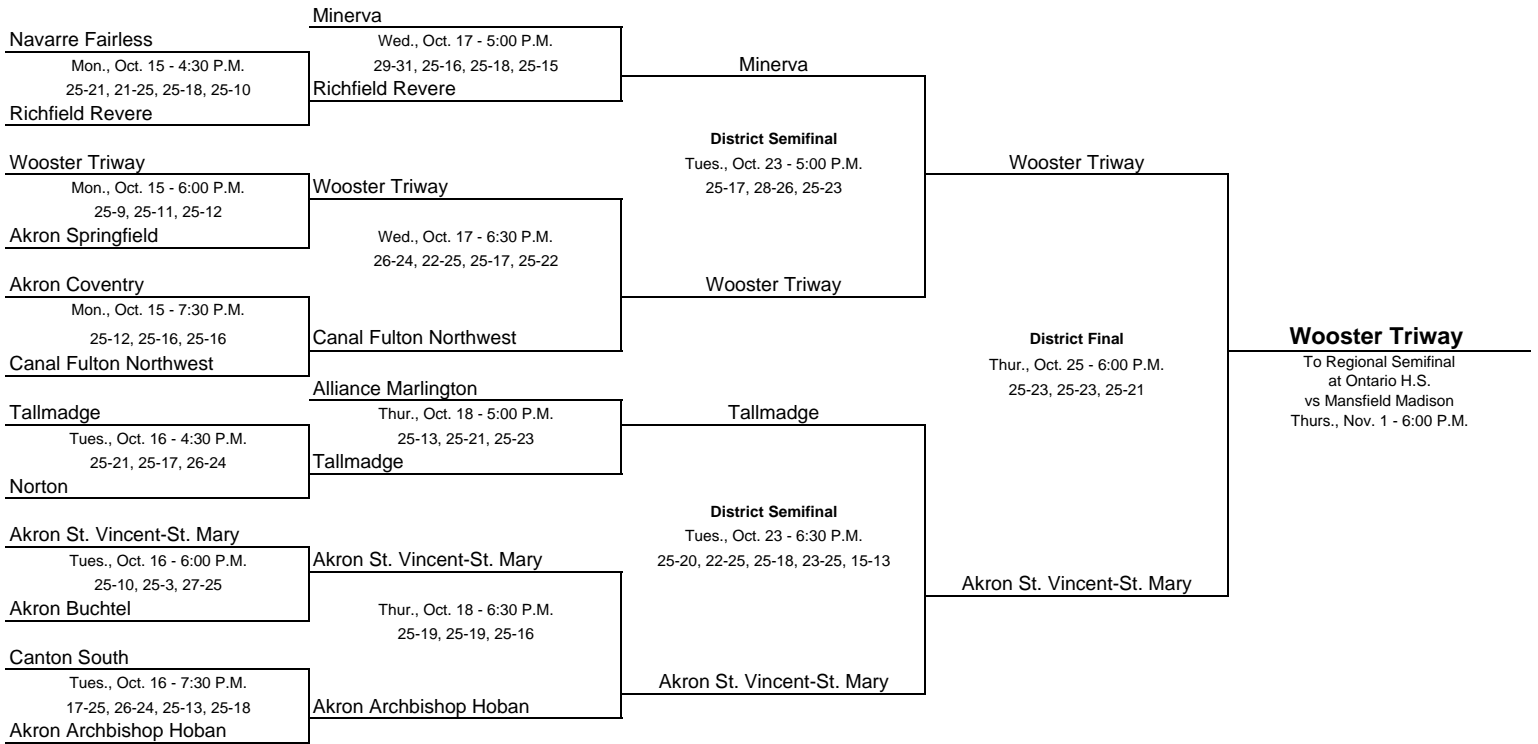 Navarre Fairless
Mon., Oct. 15 - 4:30 P.M.
25-21, 21-25, 25-18, 25-10
Richfield Revere
Wooster Triway
Mon., Oct. 15 - 6:00 P.M.
25-9, 25-11, 25-12
Akron Springfield
Akron Coventry
Mon., Oct. 15 - 7:30 P.M.
25-12, 25-16, 25-16
Canal Fulton Northwest
Tallmadge
Tues., Oct. 16 - 4:30 P.M.
25-21, 25-17, 26-24
Norton
Akron St. Vincent-St. Mary
Tues., Oct. 16 - 6:00 P.M.
25-10, 25-3, 27-25
Akron Buchtel
Canton South
Tues., Oct. 16 - 7:30 P.M.
17-25, 26-24, 25-13, 25-18
Akron Archbishop Hoban
Minerva
Wed., Oct. 17 - 5:00 P.M.
29-31, 25-16, 25-18, 25-15
Richfield Revere
Wooster Triway
Wed., Oct. 17 - 6:30 P.M.
26-24, 22-25, 25-17, 25-22
Canal Fulton Northwest
Alliance Marlington
Thur., Oct. 18 - 5:00 P.M.
25-13, 25-21, 25-23
Tallmadge
Akron St. Vincent-St. Mary
Thur., Oct. 18 - 6:30 P.M.
25-19, 25-19, 25-16
Akron Archbishop Hoban
Minerva
District Semifinal
Tues., Oct. 23 - 5:00 P.M.
25-17, 28-26, 25-23
Wooster Triway
Tallmadge
District Semifinal
Tues., Oct. 23 - 6:30 P.M.
25-20, 22-25, 25-18, 23-25, 15-13
Akron St. Vincent-St. Mary
Wooster Triway
District Final
Thur., Oct. 25 - 6:00 P.M.
25-23, 25-23, 25-21
Akron St. Vincent-St. Mary
Wooster Triway
To Regional Semifinal
at Ontario H.S.
vs Mansfield Madison
Thurs., Nov. 1 - 6:00 P.M.